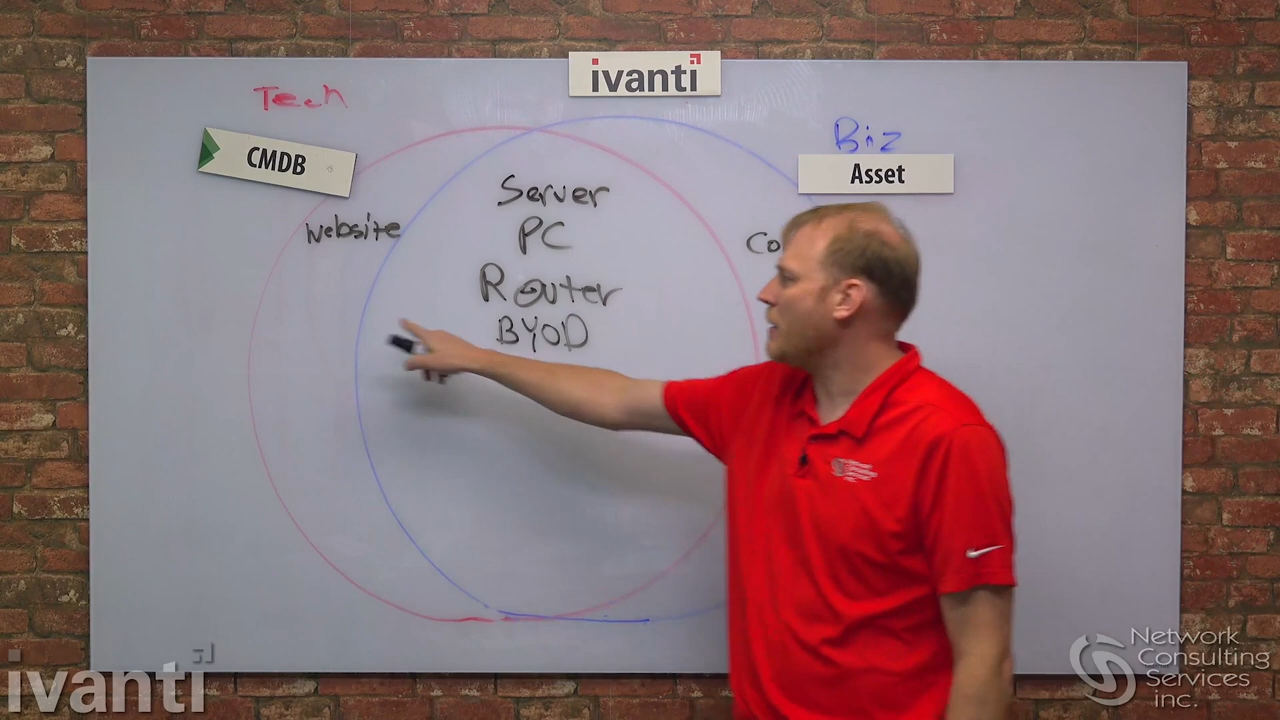 ivanti
Tech
Biz
CMDB
Asset
Server
website
PC
Co
Router
BYOD
ivanti
Network
Consulting
Services
inc.